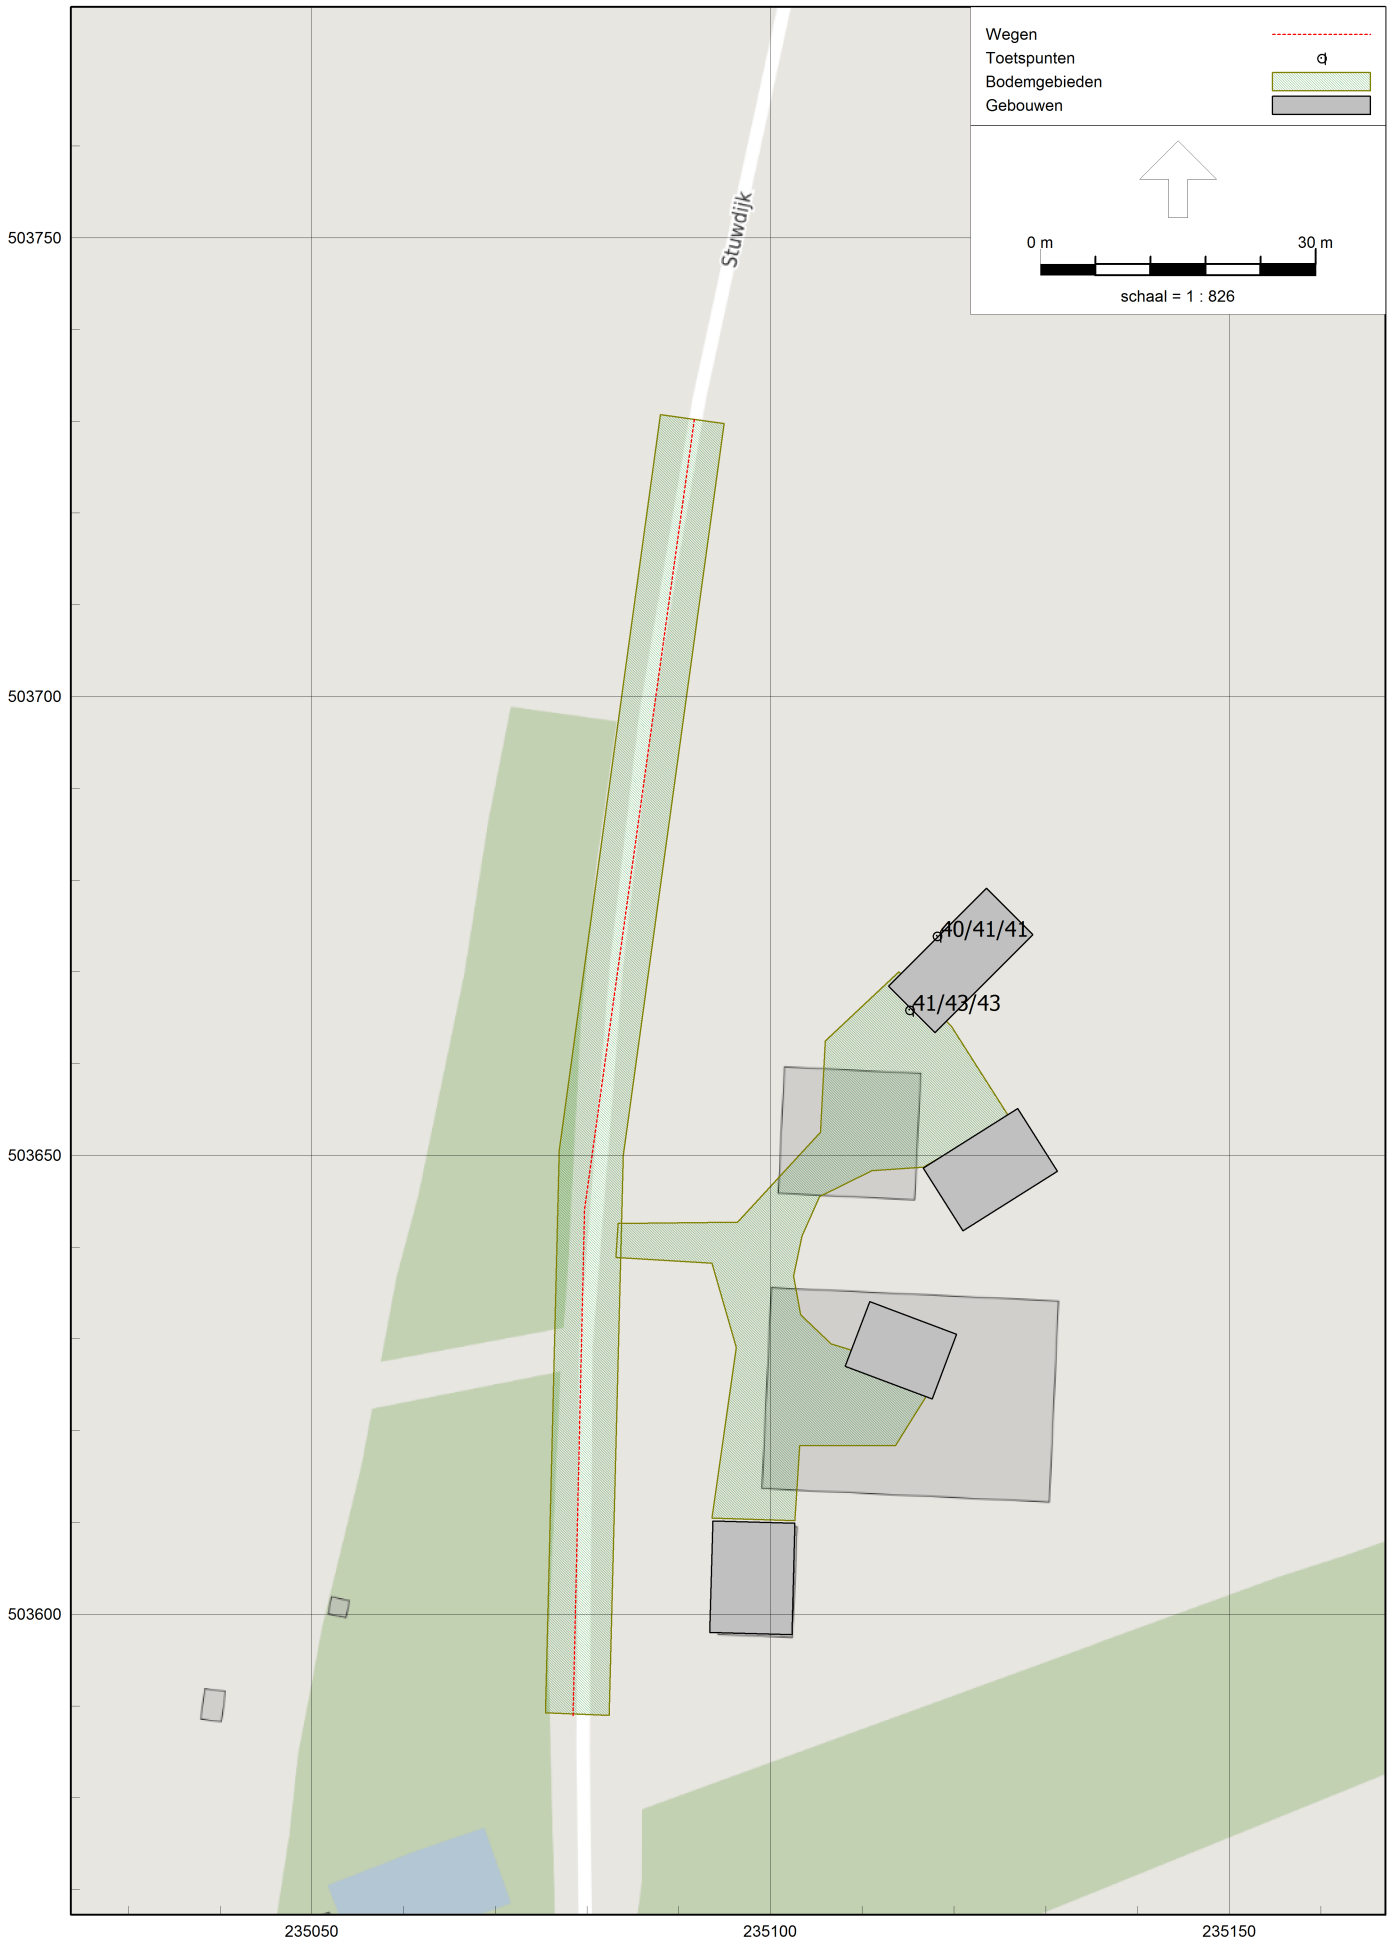 Wegen
Toetspunten
Bodemgebieden
Gebouwen
0 m 30 m
schaal = 1 : 826
Stuwdijk
503750
503700
40/41/41
41/43/43
503650
503600
235050 235100 235150